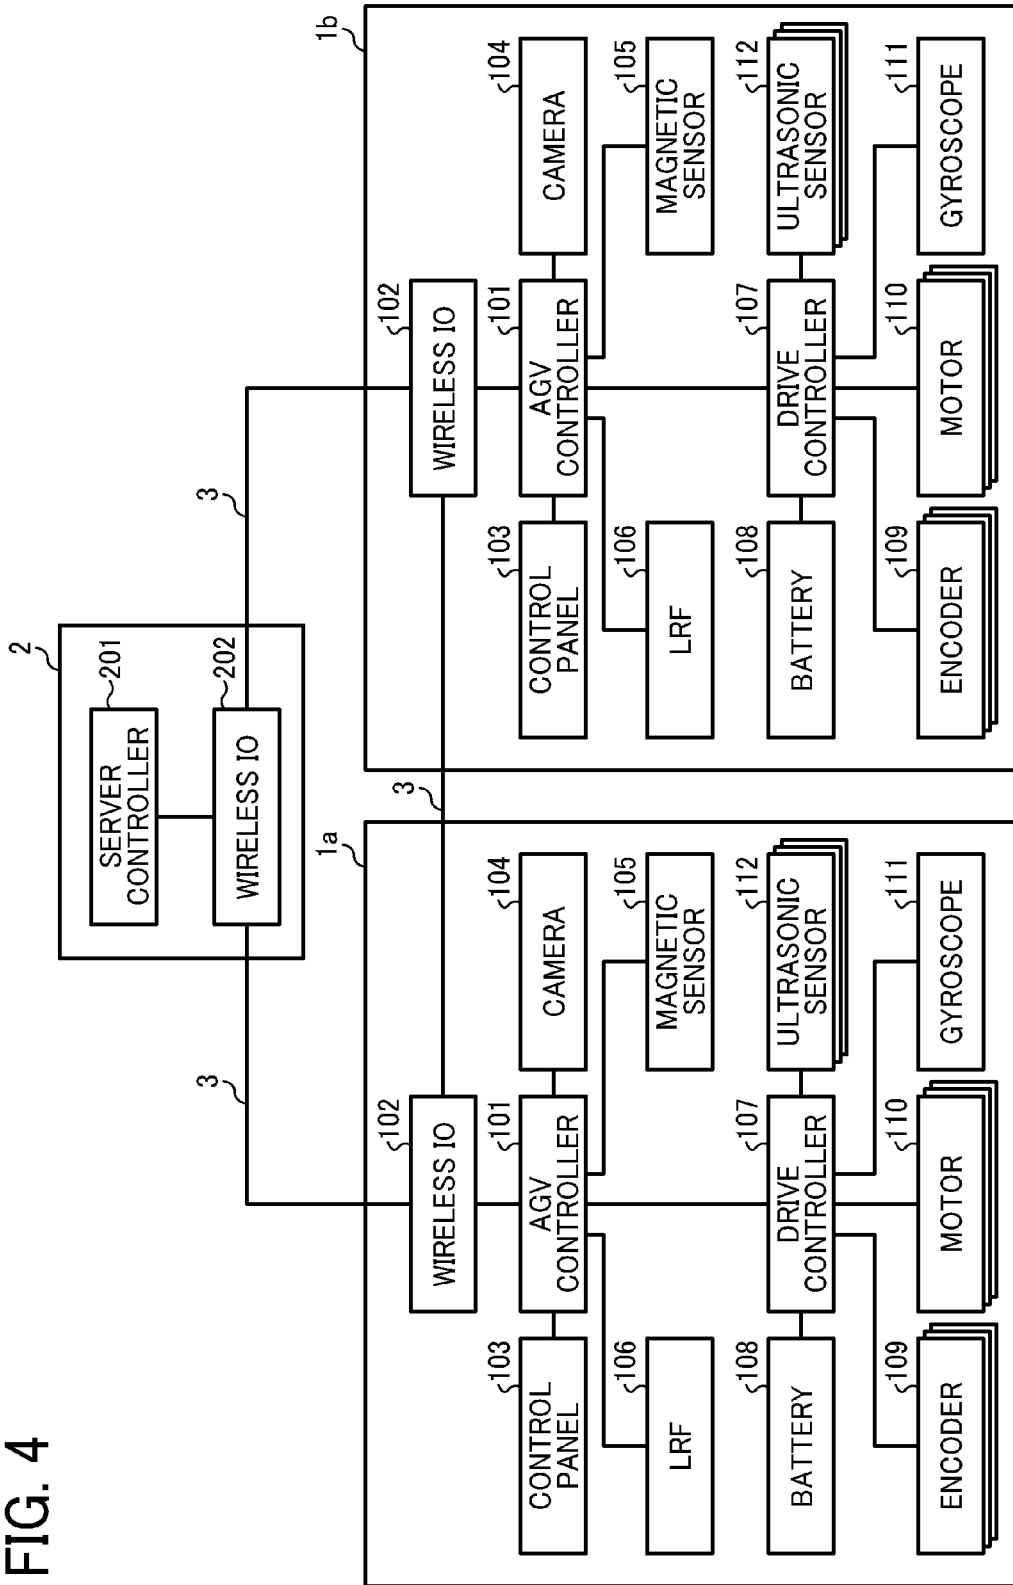 FIG. 4
2
SERVER
CONTROLLER
201
WIRELESS IO
202
3
3
3
1a
WIRELESS IO
102
CONTROL
PANEL
103
AGV
CONTROLLER
101
CAMERA
104
LRF
106
MAGNETIC
SENSOR
105
BATTERY
108
DRIVE
CONTROLLER
107
ULTRASONIC
SENSOR
112
ENCODER
109
MOTOR
110
GYROSCOPE
111
1b
WIRELESS IO
102
CONTROL
PANEL
103
AGV
CONTROLLER
101
CAMERA
104
LRF
106
MAGNETIC
SENSOR
105
BATTERY
108
DRIVE
CONTROLLER
107
ULTRASONIC
SENSOR
112
ENCODER
109
MOTOR
110
GYROSCOPE
111